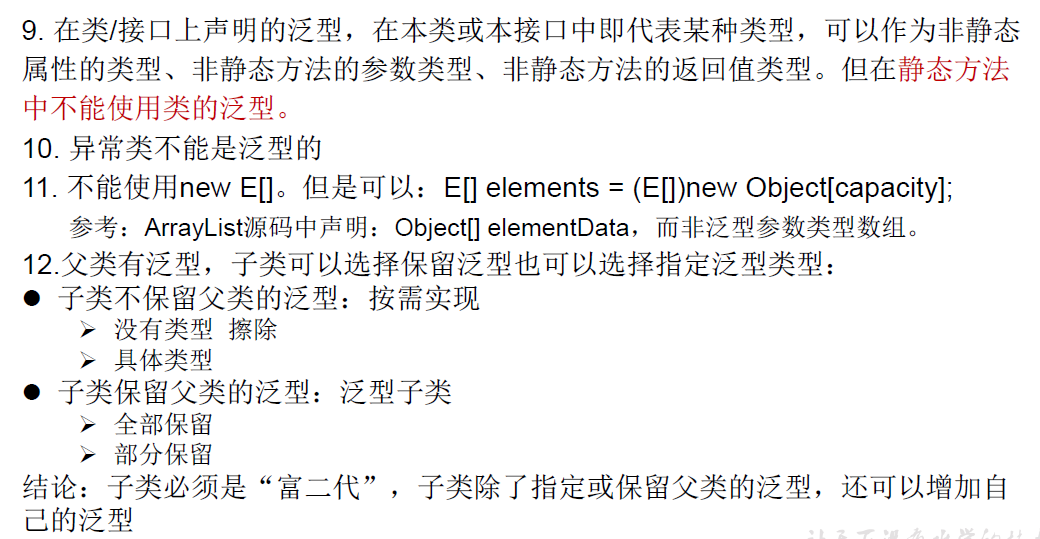 9. 在类/接口上声明的泛型，在本类或本接口中即代表某种类型，可以作为非静态
属性的类型、非静态方法的参数类型、非静态方法的返回值类型。但在静态方法
中不能使用类的泛型。
10. 异常类不能是泛型的
11. 不能使用new E[]。但是可以：E[] elements = (E[])new Object[capacity];
参考：ArrayList源码中声明：Object[] elementData，而非泛型参数类型数组。
12.父类有泛型，子类可以选择保留泛型也可以选择指定泛型类型：
● 子类不保留父类的泛型：按需实现
➢ 没有类型 擦除
➢ 具体类型
● 子类保留父类的泛型：泛型子类
➢ 全部保留
➢ 部分保留
结论：子类必须是“富二代”，子类除了指定或保留父类的泛型，还可以增加自
己的泛型